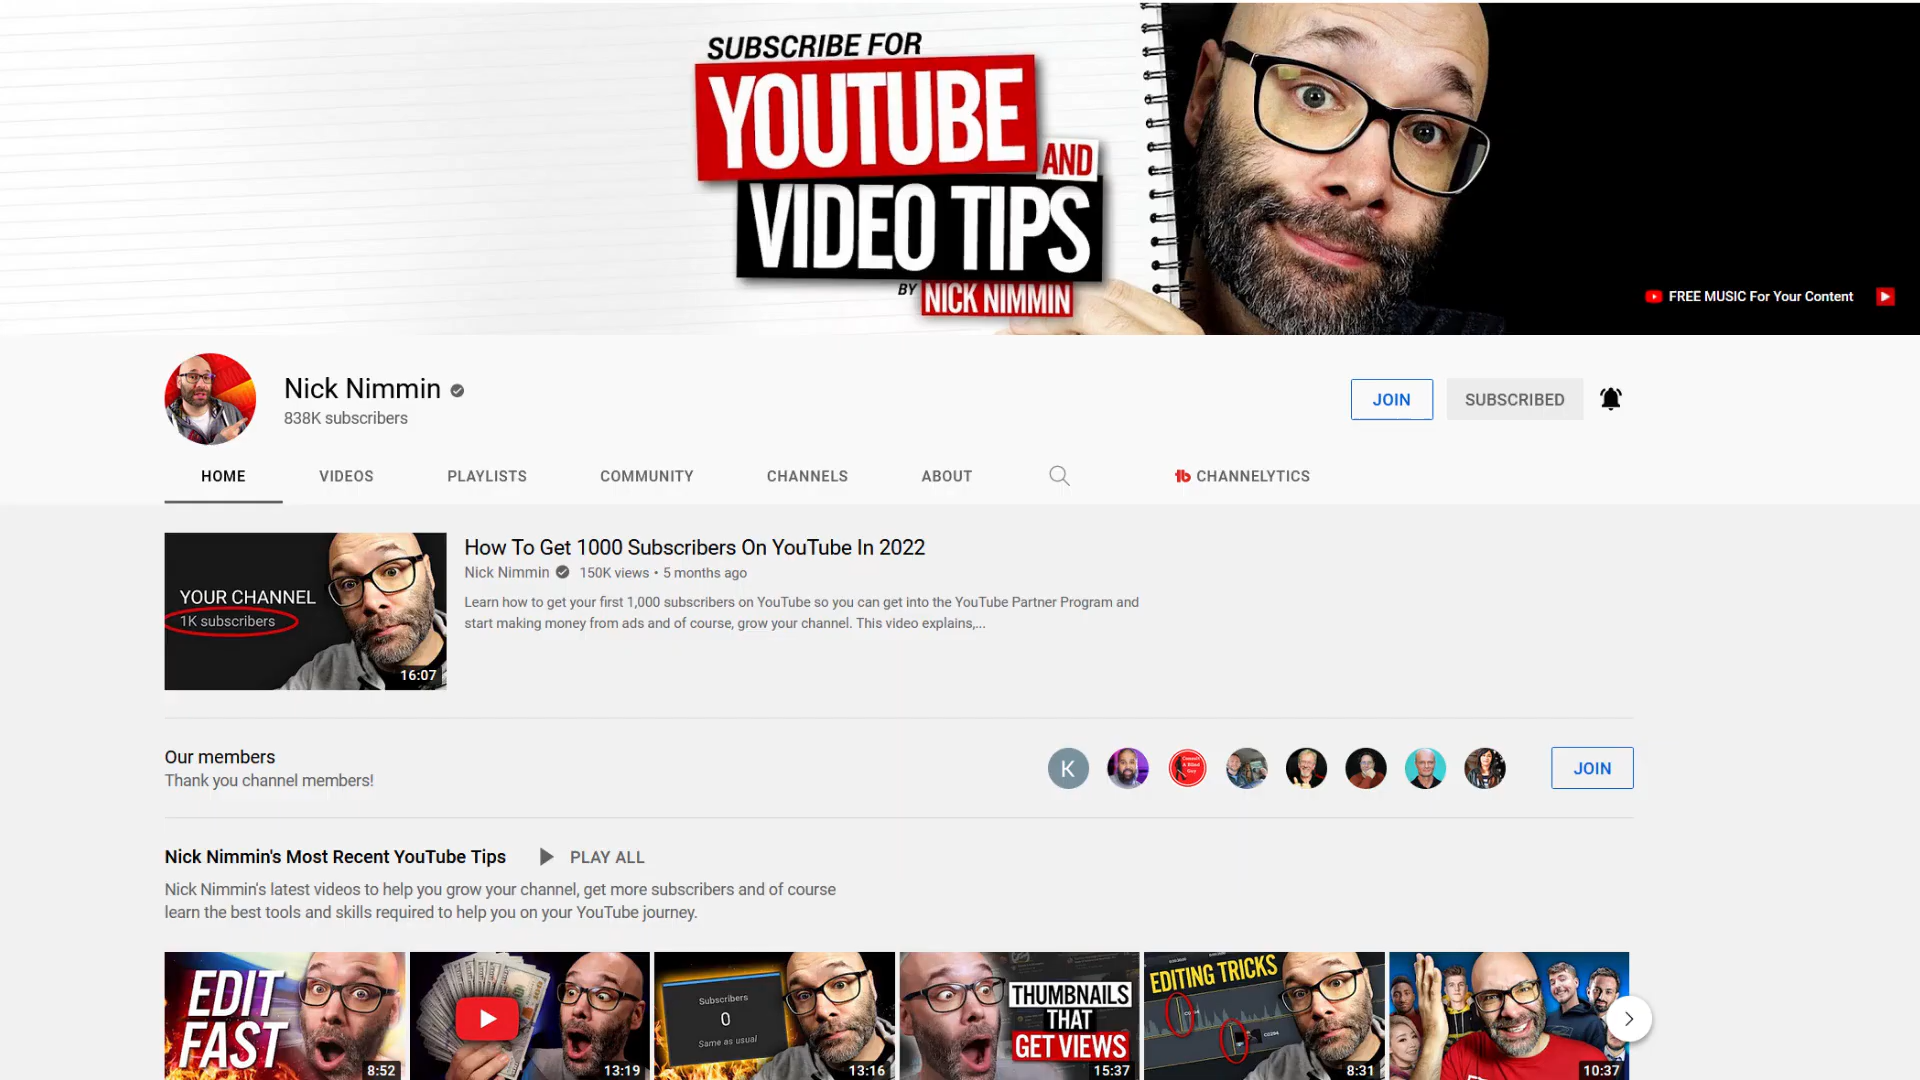 SUBSCRIBE FOR
YOUTUBE
AND
VIDEO TIPS
BY NICK NIMMIN
FREE MUSIC For Your Content
Nick Nimmin
838K subscribers
JOIN
SUBSCRIBED
HOME
VIDEOS
PLAYLISTS
COMMUNITY
CHANNELS
ABOUT
CHANNELYTICS
YOUR CHANNEL
1K subscribers
16:07
How To Get 1000 Subscribers On YouTube In 2022
Nick Nimmin 150K views • 5 months ago
Learn how to get your first 1,000 subscribers on YouTube so you can get into the YouTube Partner Program and
start making money from ads and of course, grow your channel. This video explains,...
Our members
Thank you channel members!
K
JOIN
Nick Nimmin's Most Recent YouTube Tips
PLAY ALL
Nick Nimmin's latest videos to help you grow your channel, get more subscribers and of course
learn the best tools and skills required to help you on your YouTube journey.
EDIT
FAST
8:52
13:19
Subscribers
0
Same as usual
13:16
THUMBNAILS
THAT
GET VIEWS
15:37
EDITING TRICKS
8:31
10:37